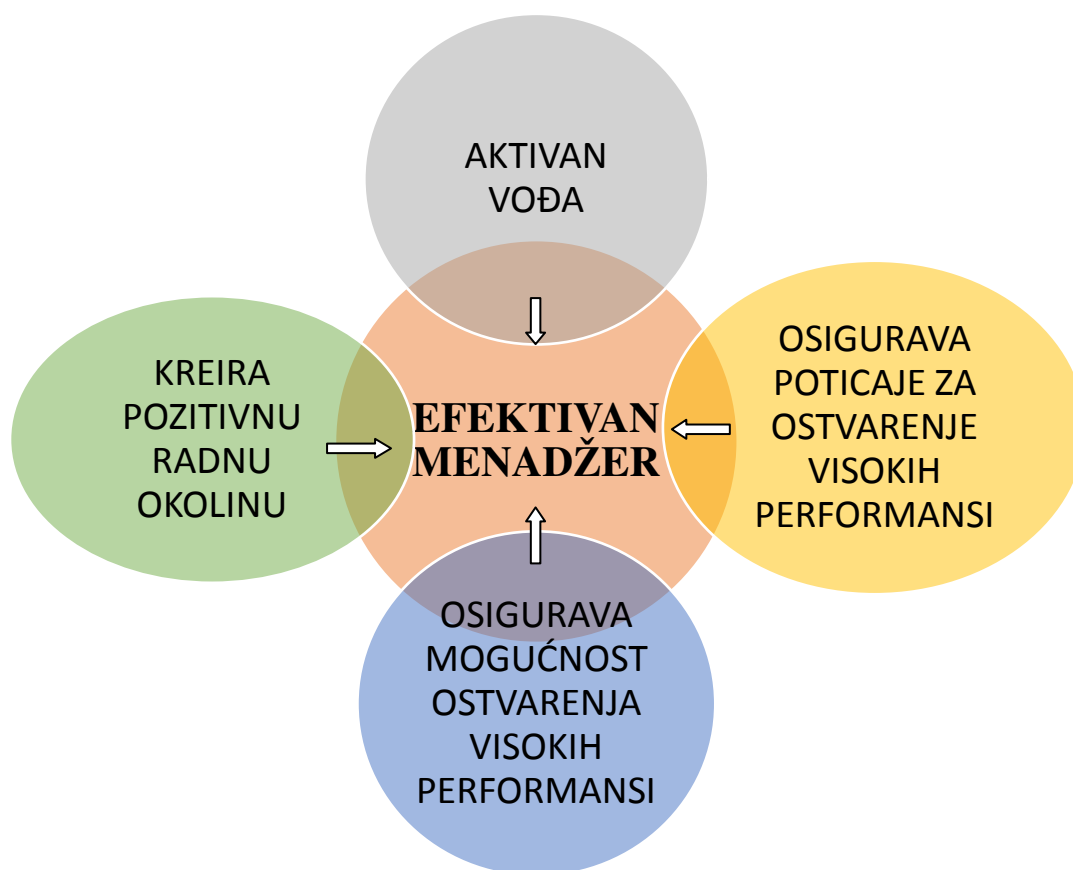 AKTIVAN
VOĐA
KREIRA
POZITIVNU
RADNU
OKOLINU
EFEKTIVAN
MENADŽER
OSIGURAVA
POTICAJE ZA
OSTVARENJE
VISOKIH
PERFORMANSI
OSIGURAVA
MOGUĆNOST
OSTVARENJA
VISOKIH
PERFORMANSI